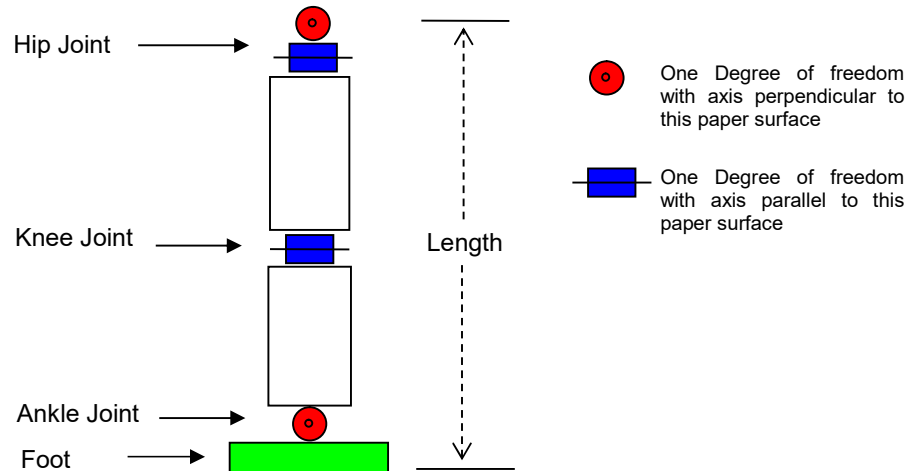 Hip Joint
One Degree of freedom
with axis perpendicular to
this paper surface
One Degree of freedom
with axis parallel to this
paper surface
Knee Joint
Length
Ankle Joint
Foot